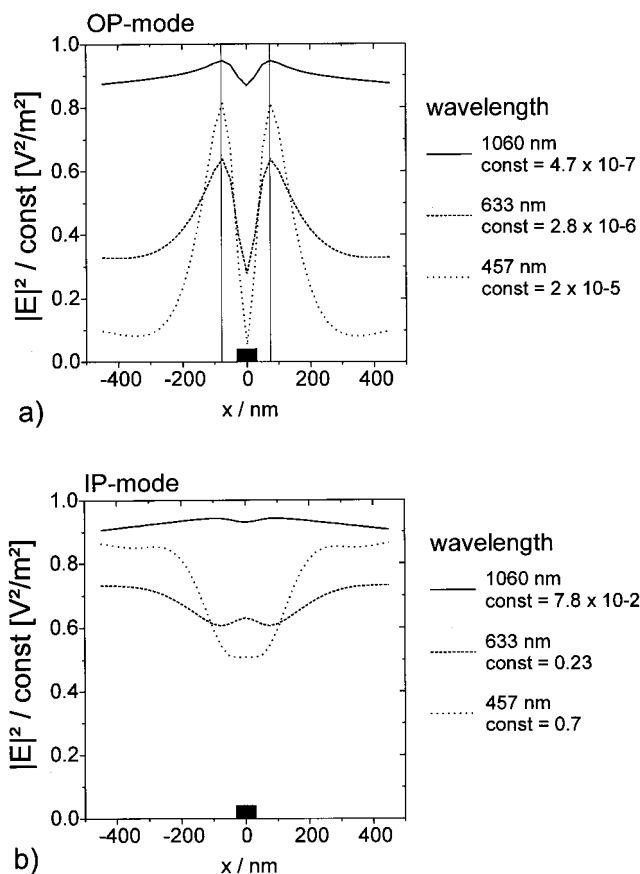 OP-mode
1.0
0.8
0.6
0.4
0.2
0.0
|E|² / const [V²/m²]
-400 -200 0 200 400
x / nm
a)
wavelength
1060 nm
const = 4.7 x 10-7
633 nm
const = 2.8 x 10-6
457 nm
const = 2 x 10-5
IP-mode
1.0
0.8
0.6
0.4
0.2
0.0
|E|² / const [V²/m²]
-400 -200 0 200 400
x / nm
b)
wavelength
1060 nm
const = 7.8 x 10-2
633 nm
const = 0.23
457 nm
const = 0.7